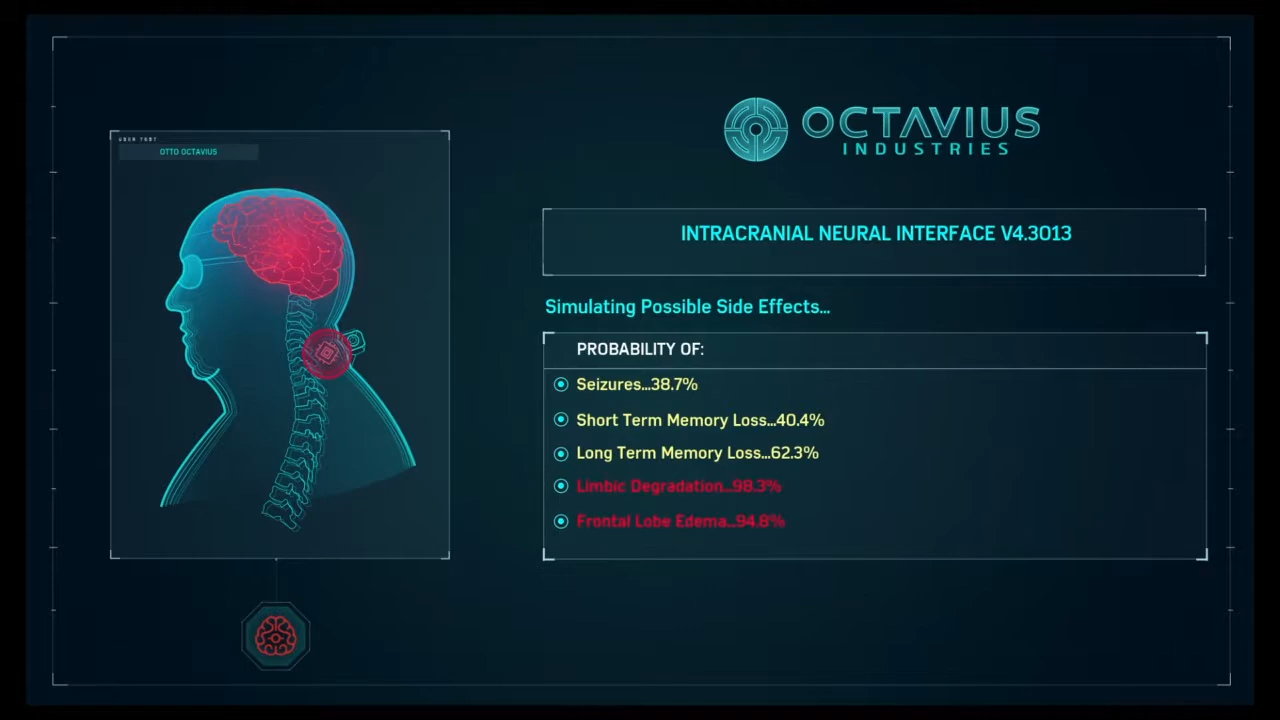 USER TEST
OTTO OCTAVIUS
OCTAVIUS
INDUSTRIES
INTRACRANIAL NEURAL INTERFACE V4.3013
Simulating Possible Side Effects...
PROBABILITY OF:
Seizures...38.7%
Short Term Memory Loss...40.4%
Long Term Memory Loss...62.3%
Limbic Degradation...98.3%
Frontal Lobe Edema...94.8%